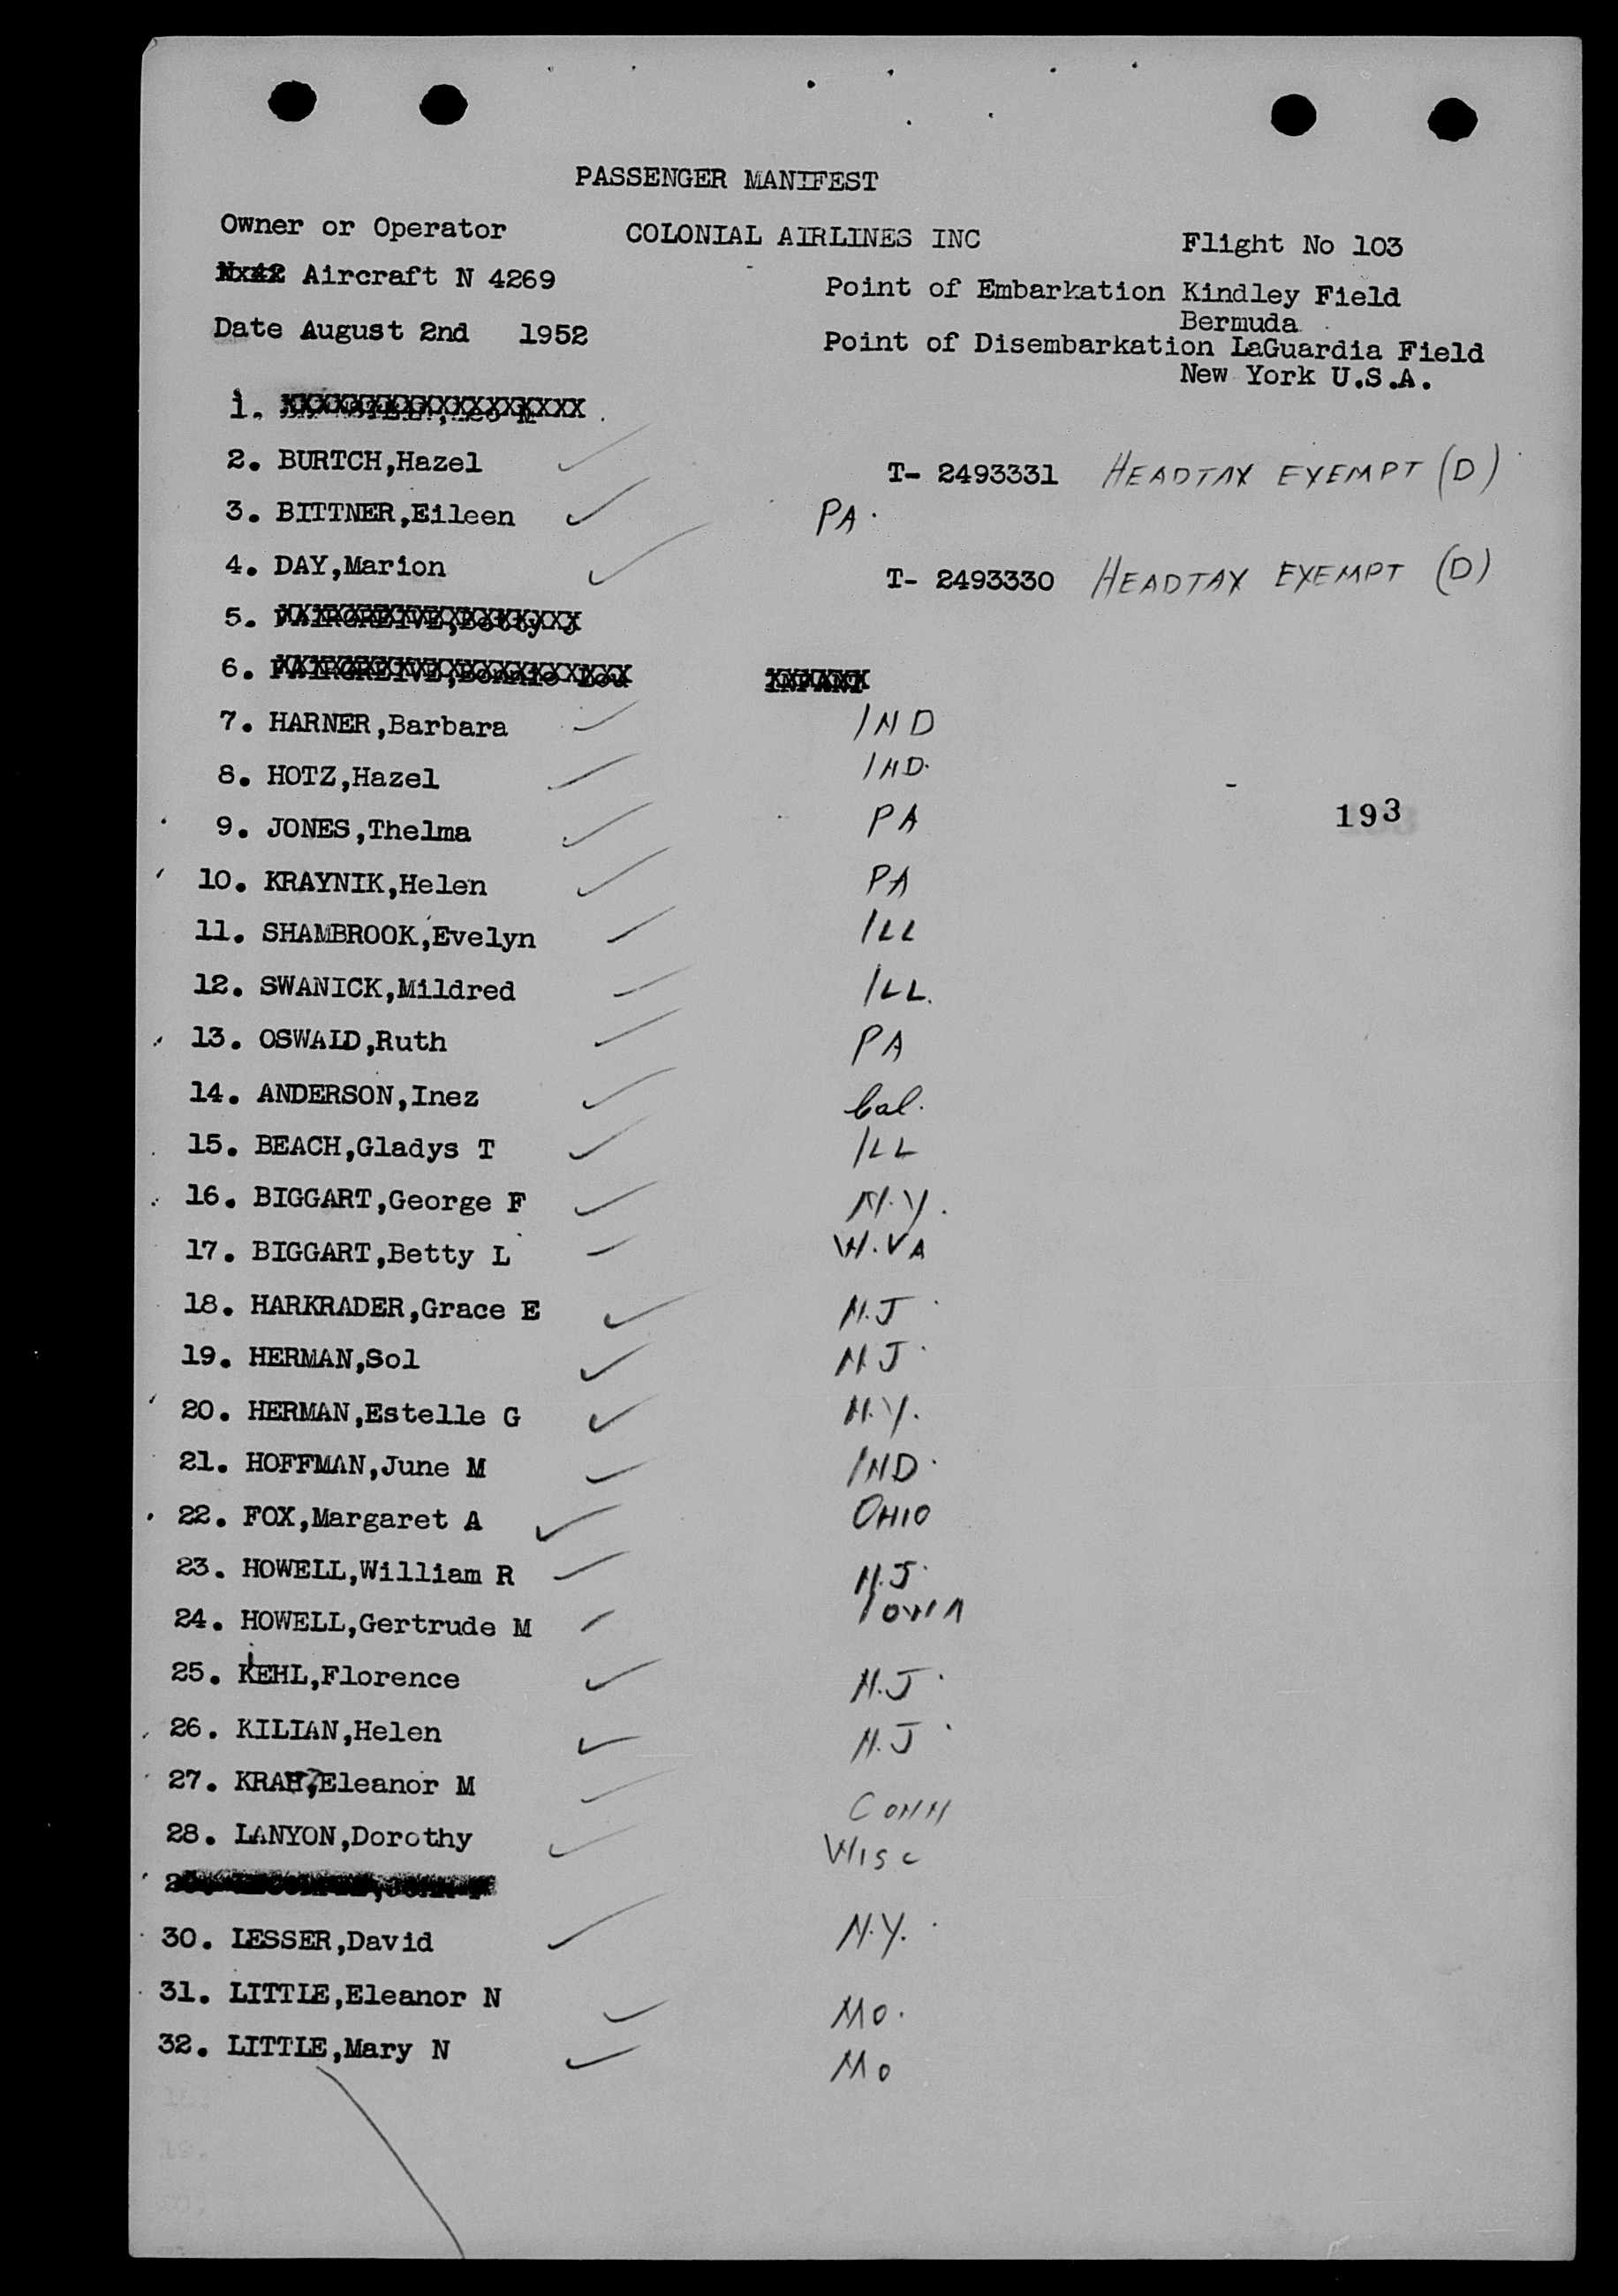 PASSENGER MANIFEST
Owner or Operator COLONIAL AIRLINES INC Flight No 103
Aircraft N 4269
Point of Embarkation Kindley Field
Bermuda
Date August 2nd 1952
Point of Disembarkation LaGuardia Field
New York U.S.A.
1.
2. BURTCH,Hazel T- 2493331 HEADTAX EXEMPT (D)
3. BITTNER,Eileen PA.
4. DAY,Marion T- 2493330 HEADTAX EXEMPT (D)
5. FAIRGREIVE,Betty J
6. FAIRGREIVE,Bonnie Lou INFANT
7. HARNER,Barbara IND
8. HOTZ,Hazel IND.
193
9. JONES,Thelma PA
10. KRAYNIK,Helen PA
11. SHAMBROOK,Evelyn ILL
12. SWANICK,Mildred ILL.
13. OSWALD,Ruth PA
14. ANDERSON,Inez Cal.
15. BEACH,Gladys T ILL
16. BIGGART,George F N.Y.
17. BIGGART,Betty L W.VA
18. HARKRADER,Grace E N.J.
19. HERMAN,Sol N.J.
20. HERMAN,Estelle G N.Y.
21. HOFFMAN,June M IND.
22. FOX,Margaret A OHIO
23. HOWELL,William R N.J.
24. HOWELL,Gertrude M IOWA
25. KEHL,Florence N.J.
26. KILIAN,Helen N.J.
27. KRAH,Eleanor M CONN
28. LANYON,Dorothy WISC
30. LESSER,David N.Y.
31. LITTLE,Eleanor N MO.
32. LITTLE,Mary N MO